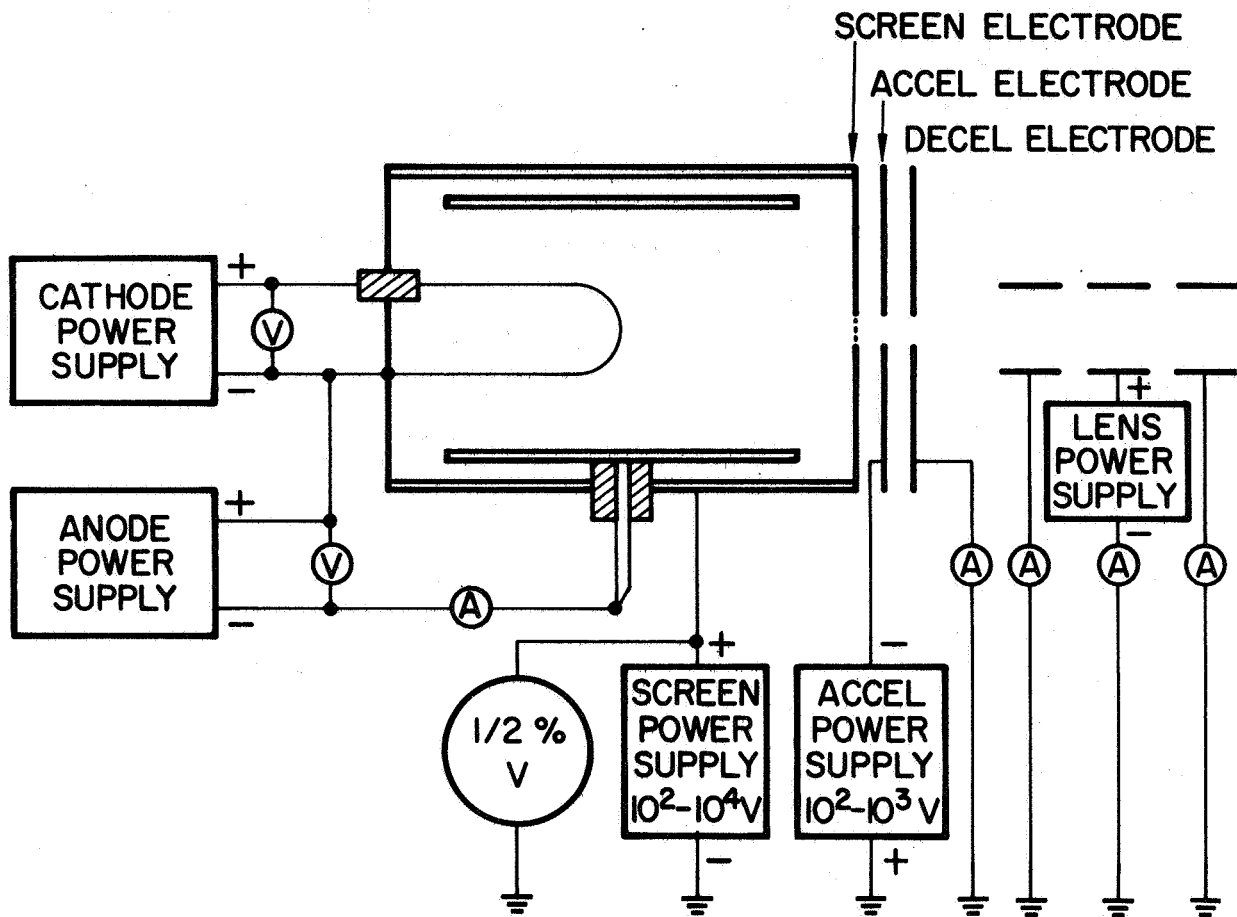 SCREEN ELECTRODE
ACCEL ELECTRODE
DECEL ELECTRODE
CATHODE
POWER
SUPPLY
+
V
−
ANODE
POWER
SUPPLY
+
V
−
A
1/2 %
V
+
SCREEN
POWER
SUPPLY
10²-10⁴V
−
−
ACCEL
POWER
SUPPLY
10²-10³ V
+
+
LENS
POWER
SUPPLY
−
A
A
A
A